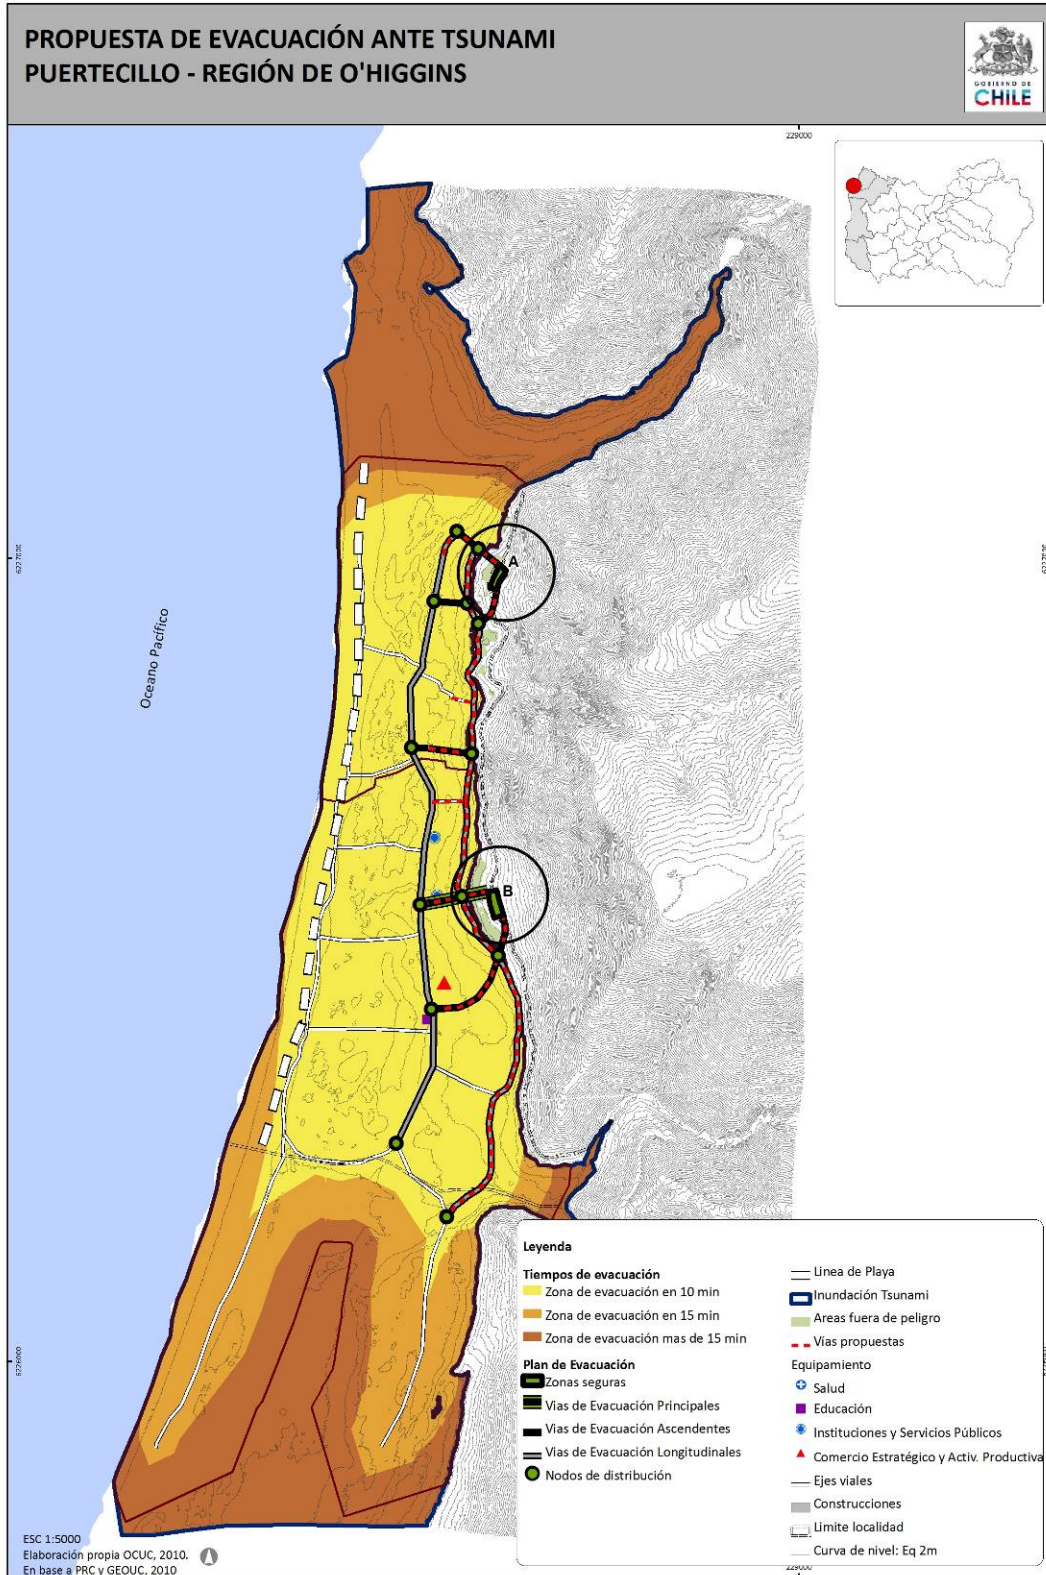 PROPUESTA DE EVACUACIÓN ANTE TSUNAMI
PUERTECILLO - REGIÓN DE O'HIGGINS
GOBIERNO DE
CHILE
229000
A
Oceano Pacífico
B
Leyenda
Tiempos de evacuación
Zona de evacuación en 10 min
Zona de evacuación en 15 min
Zona de evacuación mas de 15 min
Plan de Evacuación
Zonas seguras
Vias de Evacuación Principales
Vias de Evacuación Ascendentes
Vias de Evacuación Longitudinales
Nodos de distribución
Linea de Playa
Inundación Tsunami
Areas fuera de peligro
Vías propuestas
Equipamiento
Salud
Educación
Instituciones y Servicios Públicos
Comercio Estratégico y Activ. Productiva
Ejes viales
Construcciones
Limite localidad
Curva de nivel: Eq 2m
6226000
ESC 1:5000
Elaboración propia OCUC, 2010.
En base a PRC y GEOUC, 2010
229000